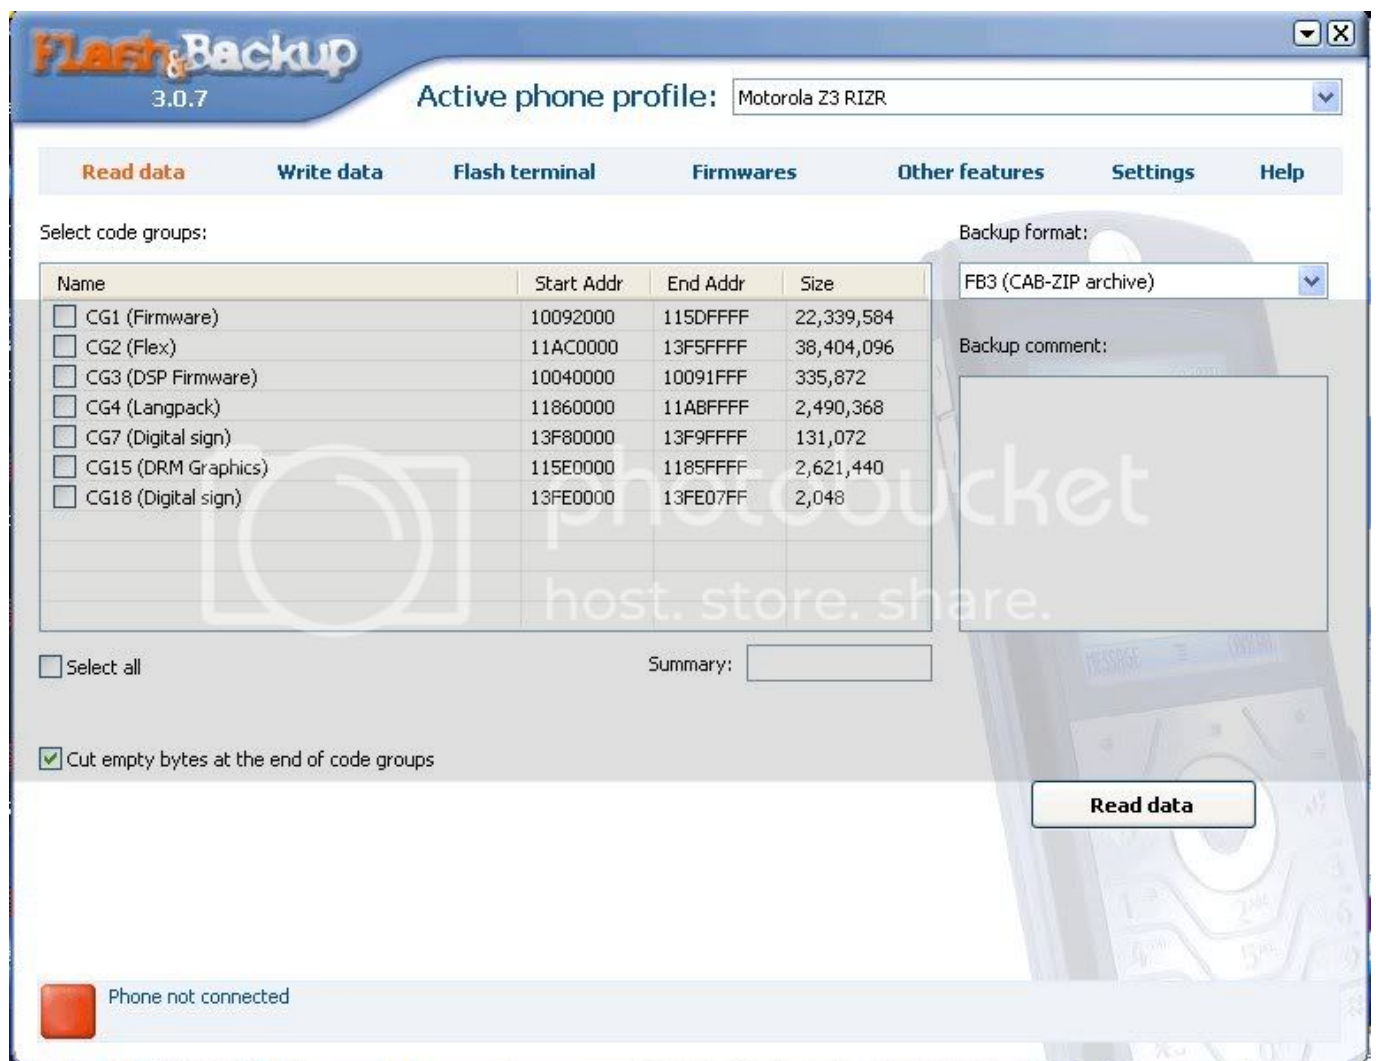 Flash&Backup
3.0.7
Active phone profile: Motorola Z3 RIZR
Read data Write data Flash terminal Firmwares Other features Settings Help
Select code groups: Backup format:
Name Start Addr End Addr Size FB3 (CAB-ZIP archive)
CG1 (Firmware) 10092000 115DFFFF 22,339,584
CG2 (Flex) 11AC0000 13F5FFFF 38,404,096 Backup comment:
CG3 (DSP Firmware) 10040000 10091FFF 335,872
CG4 (Langpack) 11860000 11ABFFFF 2,490,368
CG7 (Digital sign) 13F80000 13F9FFFF 131,072
CG15 (DRM Graphics) 115E0000 1185FFFF 2,621,440
CG18 (Digital sign) 13FE0000 13FE07FF 2,048
photobucket
host. store. share.
Select all Summary:
MESSAGE
Cut empty bytes at the end of code groups
Read data
Phone not connected